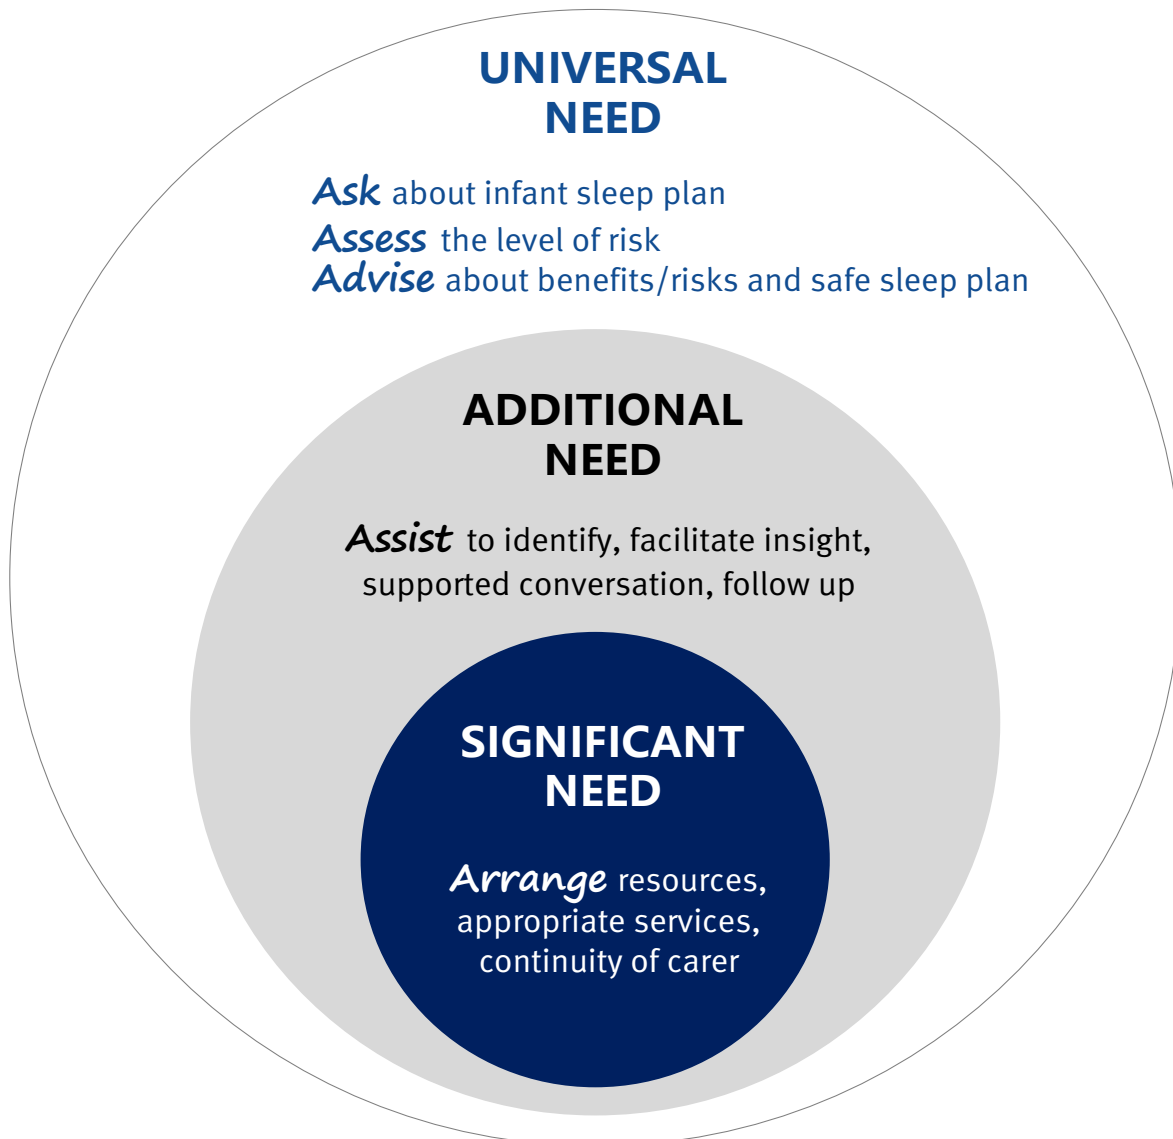 UNIVERSAL
NEED
Ask about infant sleep plan
Assess the level of risk
Advise about benefits/risks and safe sleep plan
ADDITIONAL
NEED
Assist to identify, facilitate insight,
supported conversation, follow up
SIGNIFICANT
NEED
Arrange resources,
appropriate services,
continuity of carer